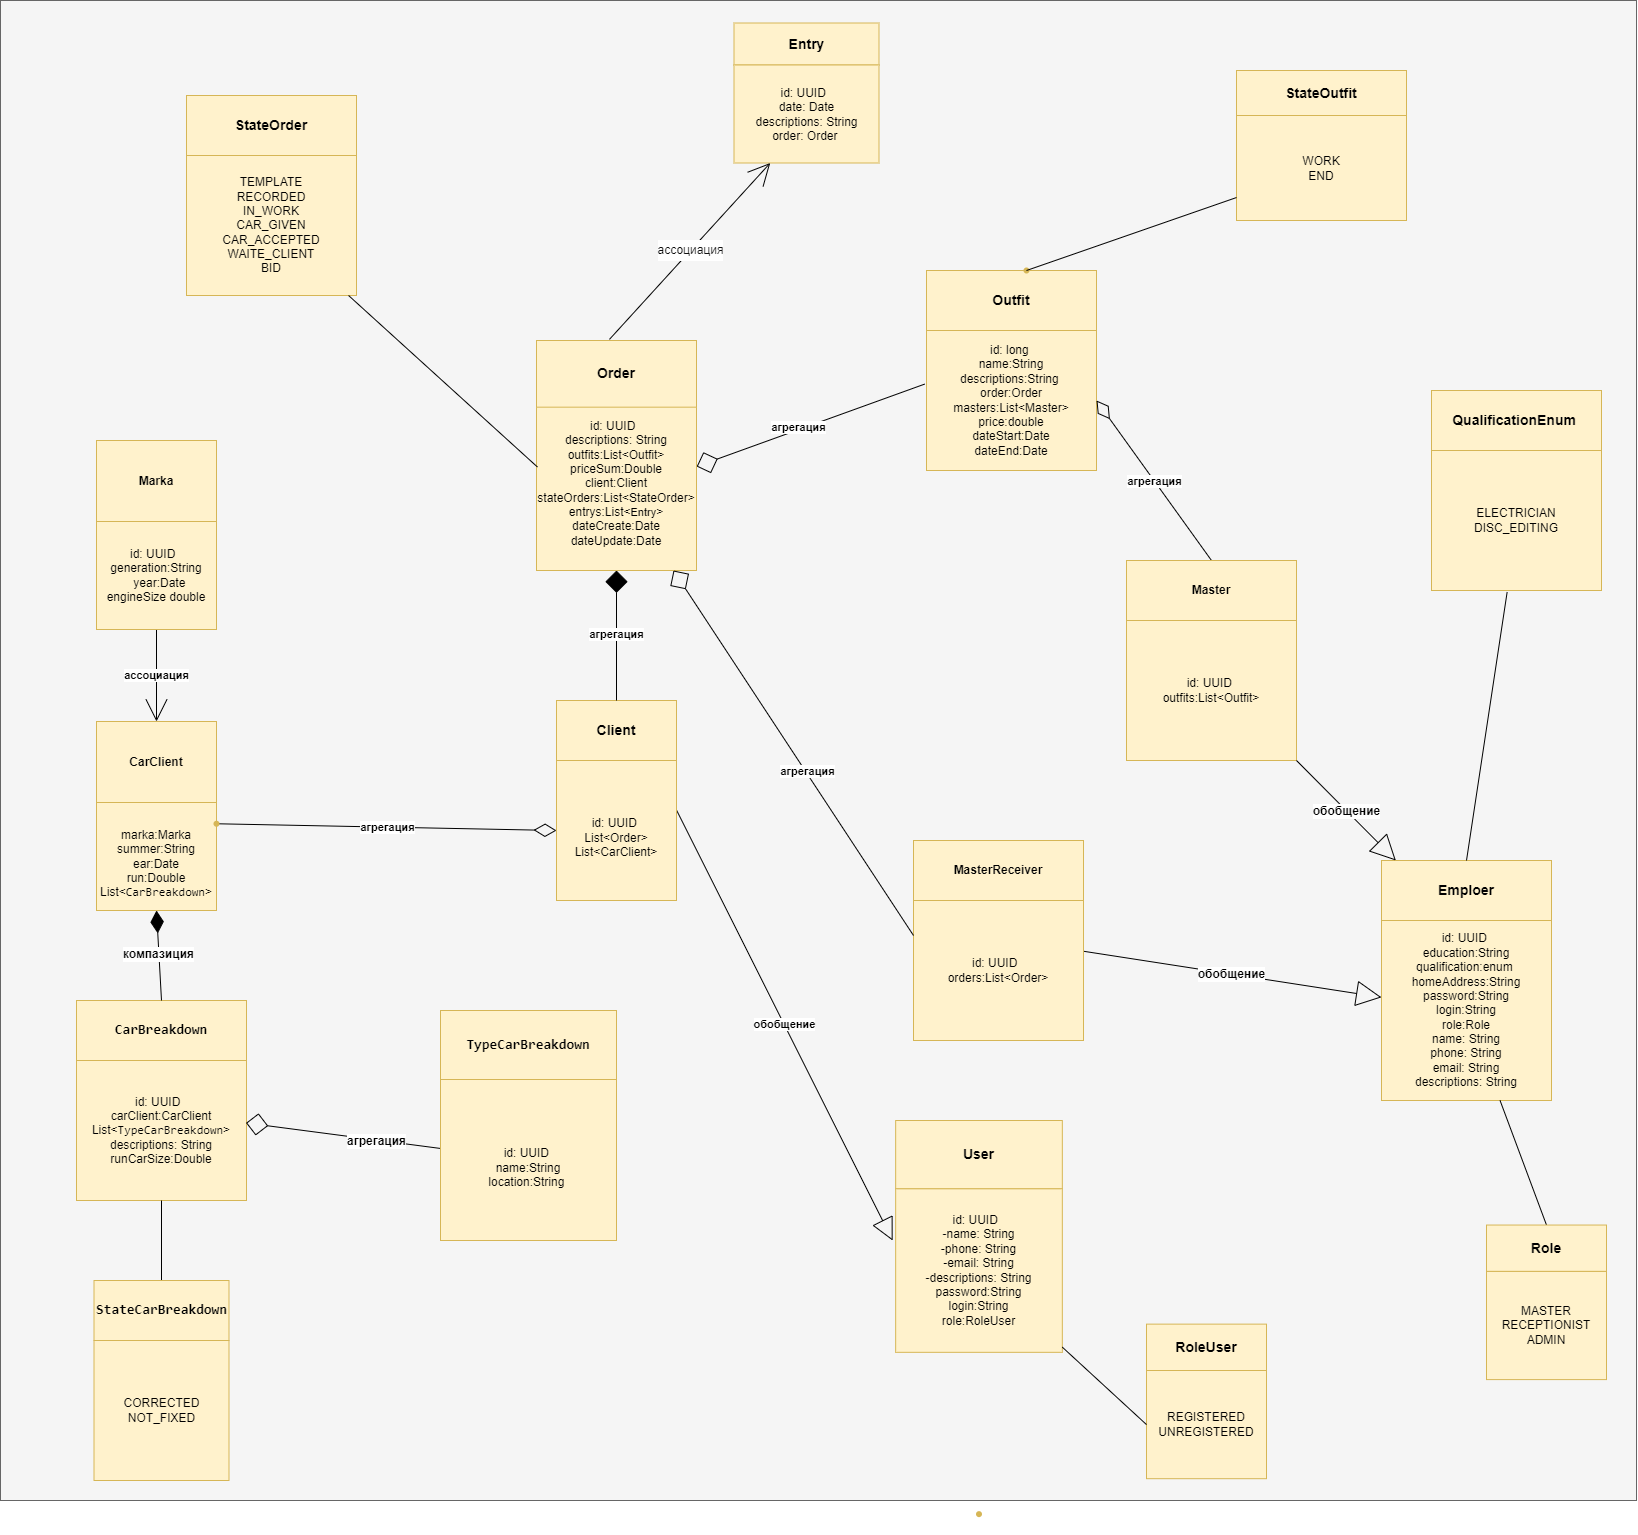 Entry
id: UUID
date: Date
descriptions: String
order: Order
StateOutfit
WORK
END
StateOrder
TEMPLATE
RECORDED
IN_WORK
CAR_GIVEN
CAR_ACCEPTED
WAITE_CLIENT
BID
ассоциация
Outfit
id: long
name:String
descriptions:String
order:Order
masters:List<Master>
price:double
dateStart:Date
dateEnd:Date
Order
id: UUID
descriptions: String
outfits:List<Outfit>
priceSum:Double
client:Client
stateOrders:List<StateOrder>
entrys:List<Entry>
dateCreate:Date
dateUpdate:Date
агрегация
агрегация
QualificationEnum
ELECTRICIAN
DISC_EDITING
Marka
id: UUID
generation:String
year:Date
engineSize double
ассоциация
агрегация
Master
id: UUID
outfits:List<Outfit>
CarClient
marka:Marka
summer:String
ear:Date
run:Double
List<CarBreakdown>
агрегация
Client
id: UUID
List<Order>
List<CarClient>
агрегация
обобщение
MasterReceiver
id: UUID
orders:List<Order>
обобщение
Emploer
id: UUID
education:String
qualification:enum
homeAddress:String
password:String
login:String
role:Role
name: String
phone: String
email: String
descriptions: String
компазиция
CarBreakdown
id: UUID
carClient:CarClient
List<TypeCarBreakdown>
descriptions: String
runCarSize:Double
агрегация
TypeCarBreakdown
id: UUID
name:String
location:String
обобщение
User
id: UUID
-name: String
-phone: String
-email: String
-descriptions: String
password:String
login:String
role:RoleUser
Role
MASTER
RECEPTIONIST
ADMIN
StateCarBreakdown
CORRECTED
NOT_FIXED
RoleUser
REGISTERED
UNREGISTERED